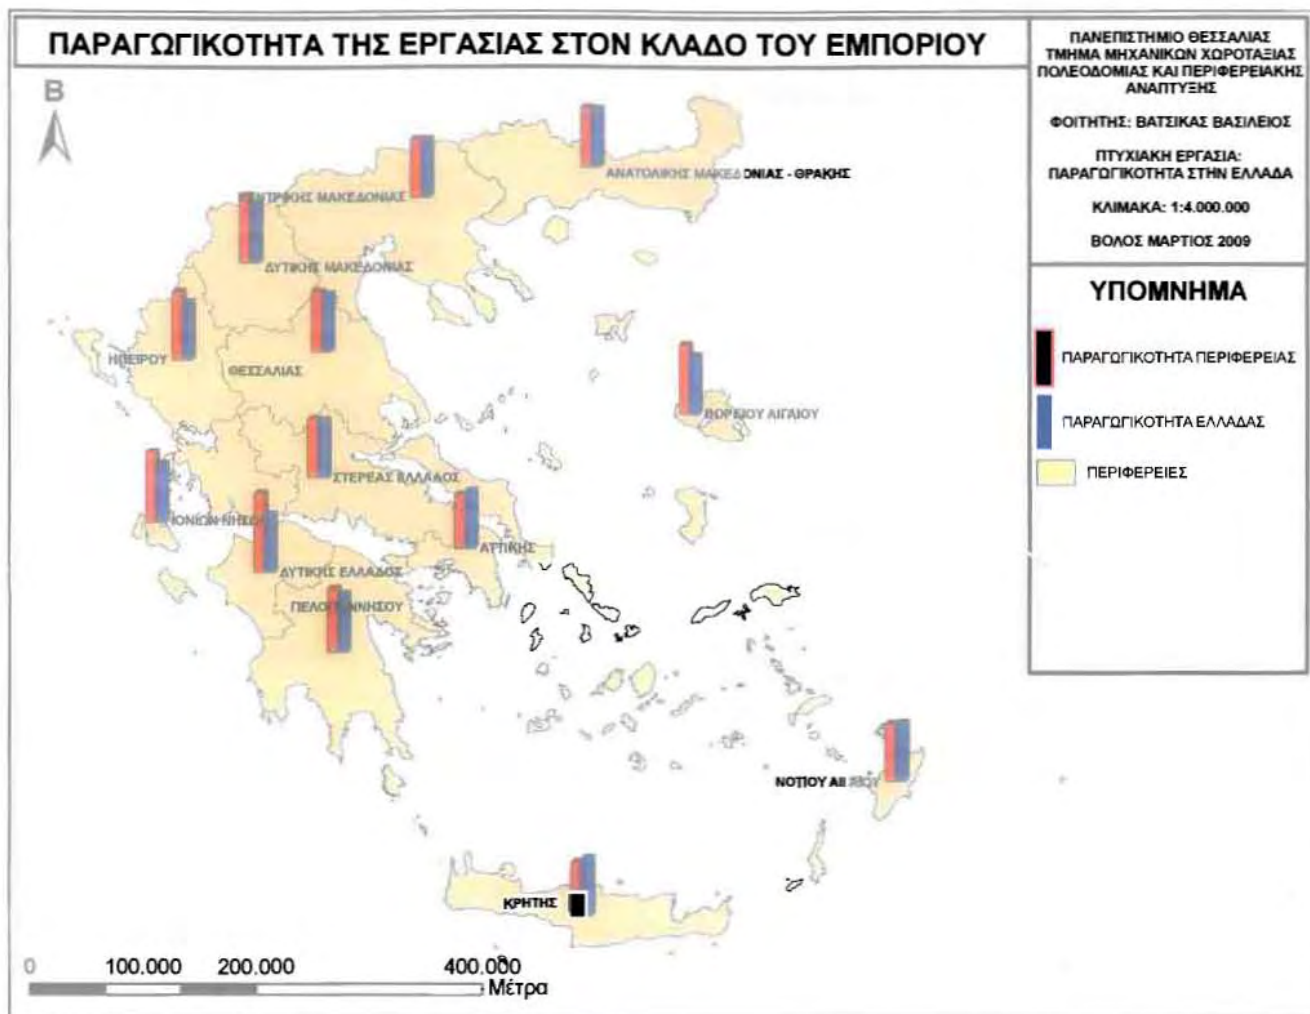 ΠΑΡΑΓΩΓΙΚΟΤΗΤΑ ΤΗΣ ΕΡΓΑΣΙΑΣ ΣΤΟΝ ΚΛΑΔΟ ΤΟΥ ΕΜΠΟΡΙΟΥ
ΠΑΝΕΠΙΣΤΗΜΙΟ ΘΕΣΣΑΛΙΑΣ
ΤΜΗΜΑ ΜΗΧΑΝΙΚΩΝ ΧΩΡΟΤΑΞΙΑΣ
ΠΟΛΕΟΔΟΜΙΑΣ ΚΑΙ ΠΕΡΙΦΕΡΕΙΑΚΗΣ
ΑΝΑΠΤΥΞΗΣ
ΦΟΙΤΗΤΗΣ: ΒΑΤΣΙΚΑΣ ΒΑΣΙΛΕΙΟΣ
ΠΤΥΧΙΑΚΗ ΕΡΓΑΣΙΑ:
ΠΑΡΑΓΩΓΙΚΟΤΗΤΑ ΣΤΗΝ ΕΛΛΑΔΑ
ΚΛΙΜΑΚΑ: 1:4.000.000
ΒΟΛΟΣ ΜΑΡΤΙΟΣ 2009
ΥΠΟΜΝΗΜΑ
ΠΑΡΑΓΩΓΙΚΟΤΗΤΑ ΠΕΡΙΦΕΡΕΙΑΣ
ΠΑΡΑΓΩΓΙΚΟΤΗΤΑ ΕΛΛΑΔΑΣ
ΠΕΡΙΦΕΡΕΙΕΣ
Β
ΑΝΑΤΟΛΙΚΗΣ ΜΑΚΕΔΟΝΙΑΣ - ΘΡΑΚΗΣ
ΜΑΚΕΔΟΝΙΑΣ
ΔΥΤΙΚΗΣ ΜΑΚΕΔΟΝΙΑΣ
ΗΠΕΙΡΟΥ
ΘΕΣΣΑΛΙΑΣ
ΒΟΡΕΙΟΥ ΑΙΓΑΙΟΥ
ΣΤΕΡΕΑΣ ΕΛΛΑΔΟΣ
ΙΟΝΙΩΝ
ΑΤΤΙΚΗΣ
ΔΥΤΙΚΗΣ ΕΛΛΑΔΟΣ
ΝΟΤΙΟΥ
ΚΡΗΤΗΣ
0 100.000 200.000 400.000
Μέτρα